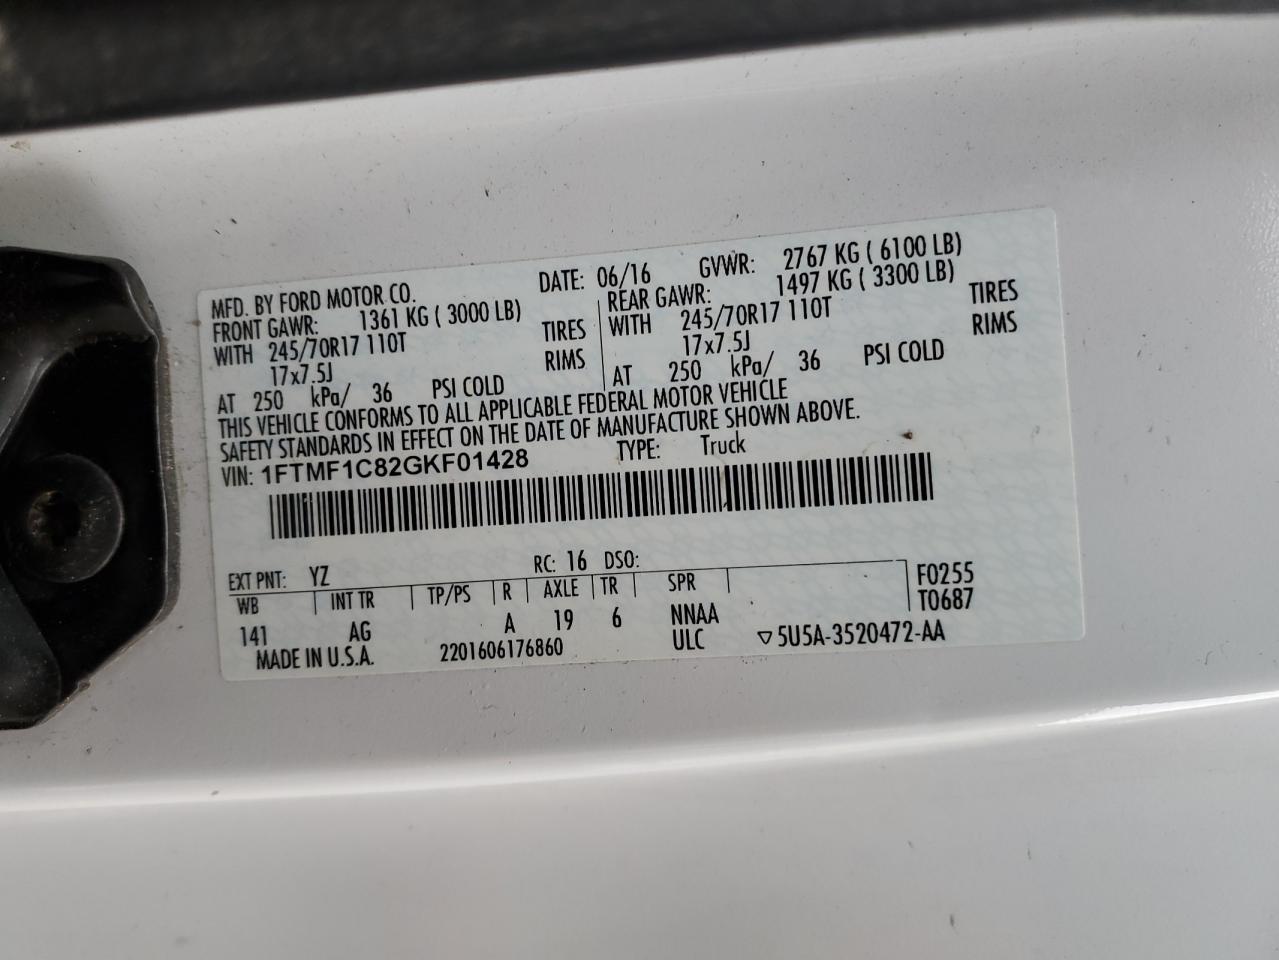 MFD. BY FORD MOTOR CO. DATE: 06/16 GVWR: 2767 KG ( 6100 LB)
FRONT GAWR: 1361 KG ( 3000 LB) REAR GAWR: 1497 KG ( 3300 LB)
WITH 245/70R17 110T TIRES WITH 245/70R17 110T TIRES
17x7.5J RIMS 17x7.5J RIMS
AT 250 kPa/ 36 PSI COLD AT 250 kPa/ 36 PSI COLD
THIS VEHICLE CONFORMS TO ALL APPLICABLE FEDERAL MOTOR VEHICLE
SAFETY STANDARDS IN EFFECT ON THE DATE OF MANUFACTURE SHOWN ABOVE.
VIN: 1FTMF1C82GKF01428 TYPE: Truck
EXT PNT: YZ RC: 16 DSO:
WB INT TR TP/PS R AXLE TR SPR F0255
141 AG A 19 6 NNAA T0687
MADE IN U.S.A. 2201606176860 ULC ▽5U5A-3520472-AA